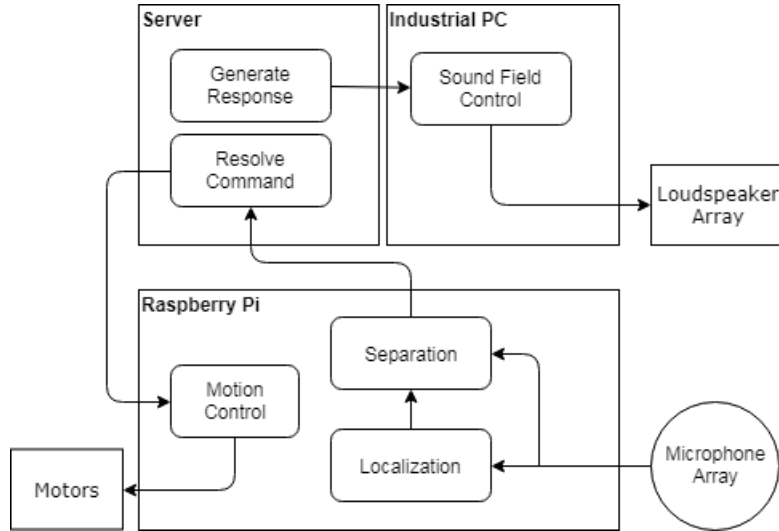 Server
Generate
Response
Resolve
Command
Industrial PC
Sound Field
Control
Loudspeaker
Array
Raspberry Pi
Separation
Motion
Control
Localization
Motors
Microphone
Array